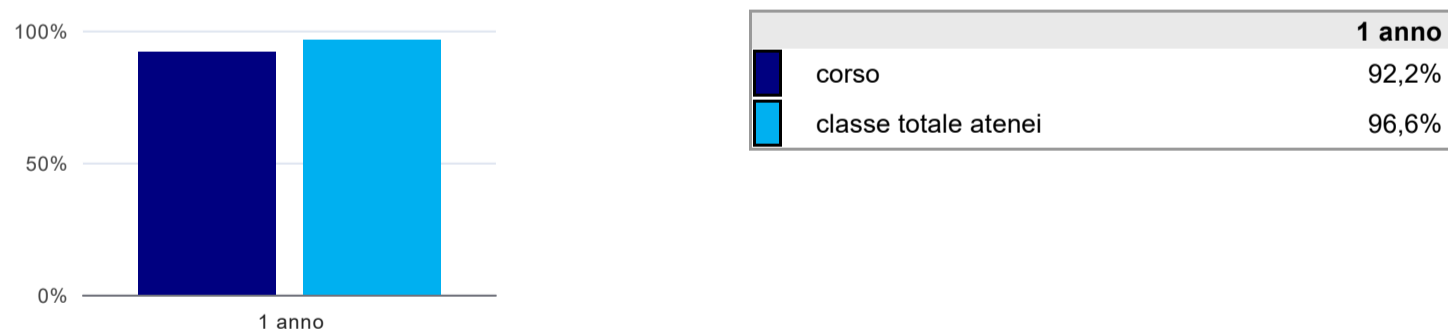 100%
50%
0%
1 anno
1 anno
corso 92,2%
classe totale atenei 96,6%